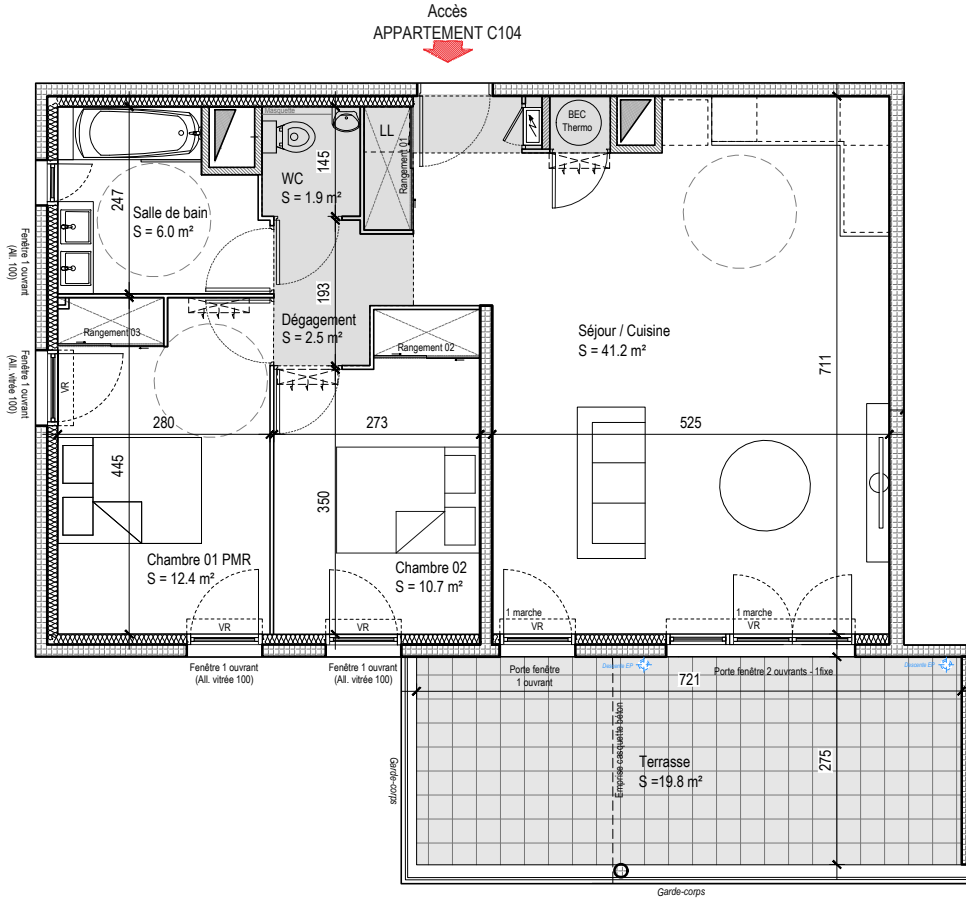 Accès
APPARTEMENT C104
Moquette
LL
Rangement 01
BEC
Thermo
145
WC
S = 1.9 m²
247
Salle de bain
S = 6.0 m²
Fenêtre 1 ouvrant
(All. 100)
193
Dégagement
S = 2.5 m²
Rangement 03
Rangement 02
Séjour / Cuisine
S = 41.2 m²
711
Fenêtre 1 ouvrant
(All. vitrée 100)
VR
280
273
525
445
350
Chambre 01 PMR
S = 12.4 m²
Chambre 02
S = 10.7 m²
1 marche
VR
1 marche
VR
VR
VR
Fenêtre 1 ouvrant
(All. vitrée 100)
Fenêtre 1 ouvrant
(All. vitrée 100)
Porte fenêtre
1 ouvrant
Descente EP
Porte fenêtre 2 ouvrants - 1fixe
Descente EP
721
Emprise casquette béton
Terrasse
S =19.8 m²
275
Garde-corps
Garde-corps